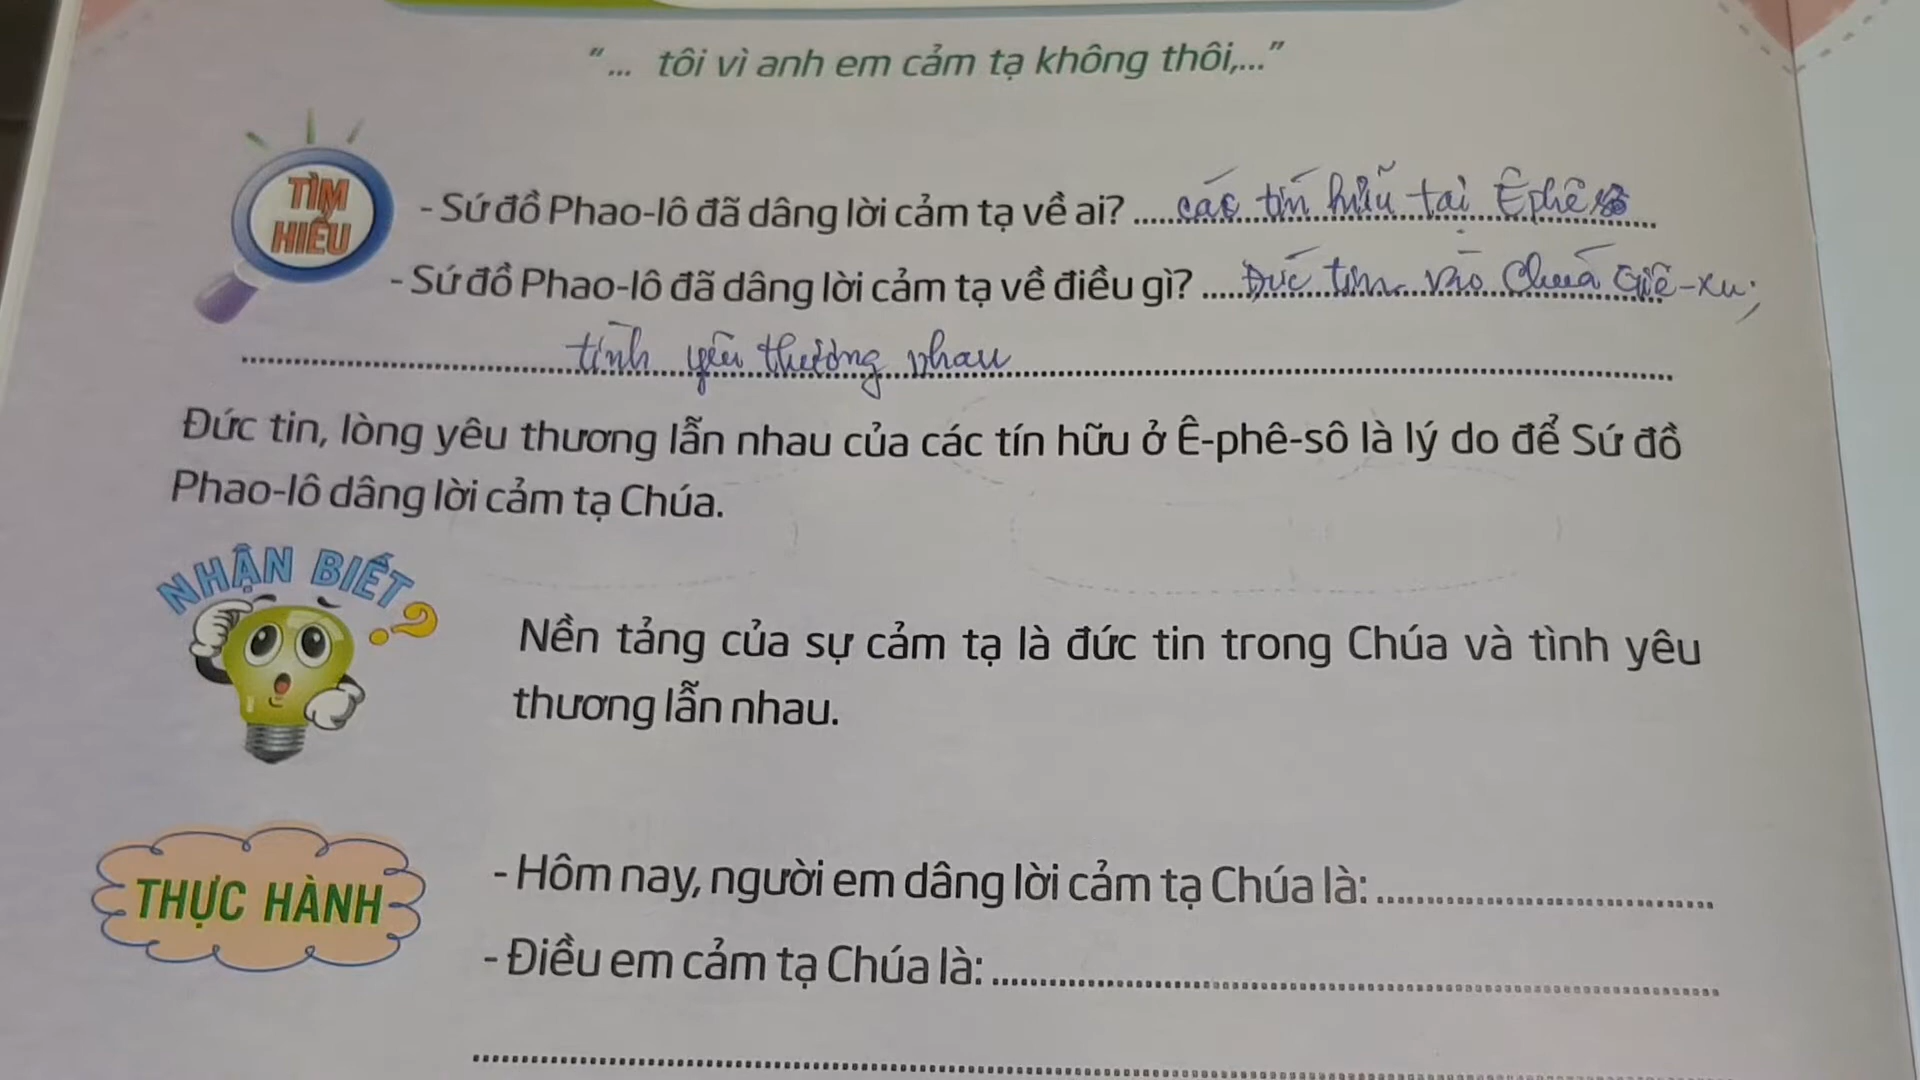 "... tôi vì anh em cảm tạ không thôi,..."
TÌM
HIỂU
- Sứ đồ Phao-lô đã dâng lời cảm tạ về ai? ..... các tín hữu tại Êphêsô
- Sứ đồ Phao-lô đã dâng lời cảm tạ về điều gì? ..... Đức tin vào Chúa Giê-xu;
tình yêu thương nhau
Đức tin, lòng yêu thương lẫn nhau của các tín hữu ở Ê-phê-sô là lý do để Sứ đồ
Phao-lô dâng lời cảm tạ Chúa.
NHẬN BIẾT?
Nền tảng của sự cảm tạ là đức tin trong Chúa và tình yêu
thương lẫn nhau.
THỰC HÀNH
- Hôm nay, người em dâng lời cảm tạ Chúa là: .....
- Điều em cảm tạ Chúa là: .....